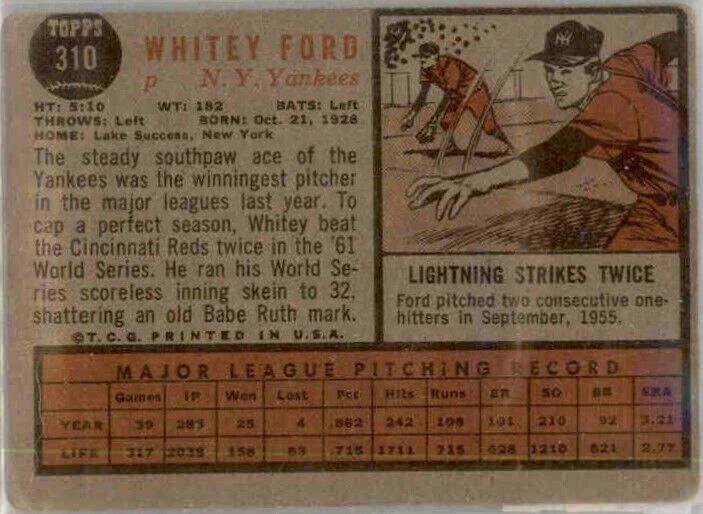 TOPPS
310
WHITEY FORD
p N. Y. Yankees
HT: 5:10 WT: 182 BATS: Left
THROWS: Left BORN: Oct. 21, 1928
HOME: Lake Success, New York
The steady southpaw ace of the
Yankees was the winningest pitcher
in the major leagues last year. To
cap a perfect season, Whitey beat
the Cincinnati Reds twice in the '61
World Series. He ran his World Se-
ries scoreless inning skein to 32,
shattering an old Babe Ruth mark.
©T.C.G. PRINTED IN U.S.A.
NY
LIGHTNING STRIKES TWICE
Ford pitched two consecutive one-
hitters in September, 1955.
MAJOR LEAGUE PITCHING RECORD
Games IP Won Lost Pct Hits Runs ER SO BB ERA
YEAR 39 283 25 4 .862 242 108 101 210 92 3.21
LIFE 317 2035 158 63 .715 1711 715 628 1210 821 2.77